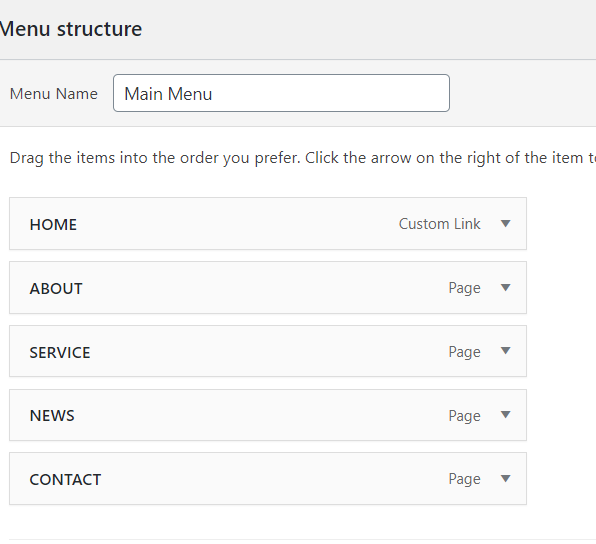 Menu structure
Menu Name Main Menu
Drag the items into the order you prefer. Click the arrow on the right of the item
HOME Custom Link
ABOUT Page
SERVICE Page
NEWS Page
CONTACT Page